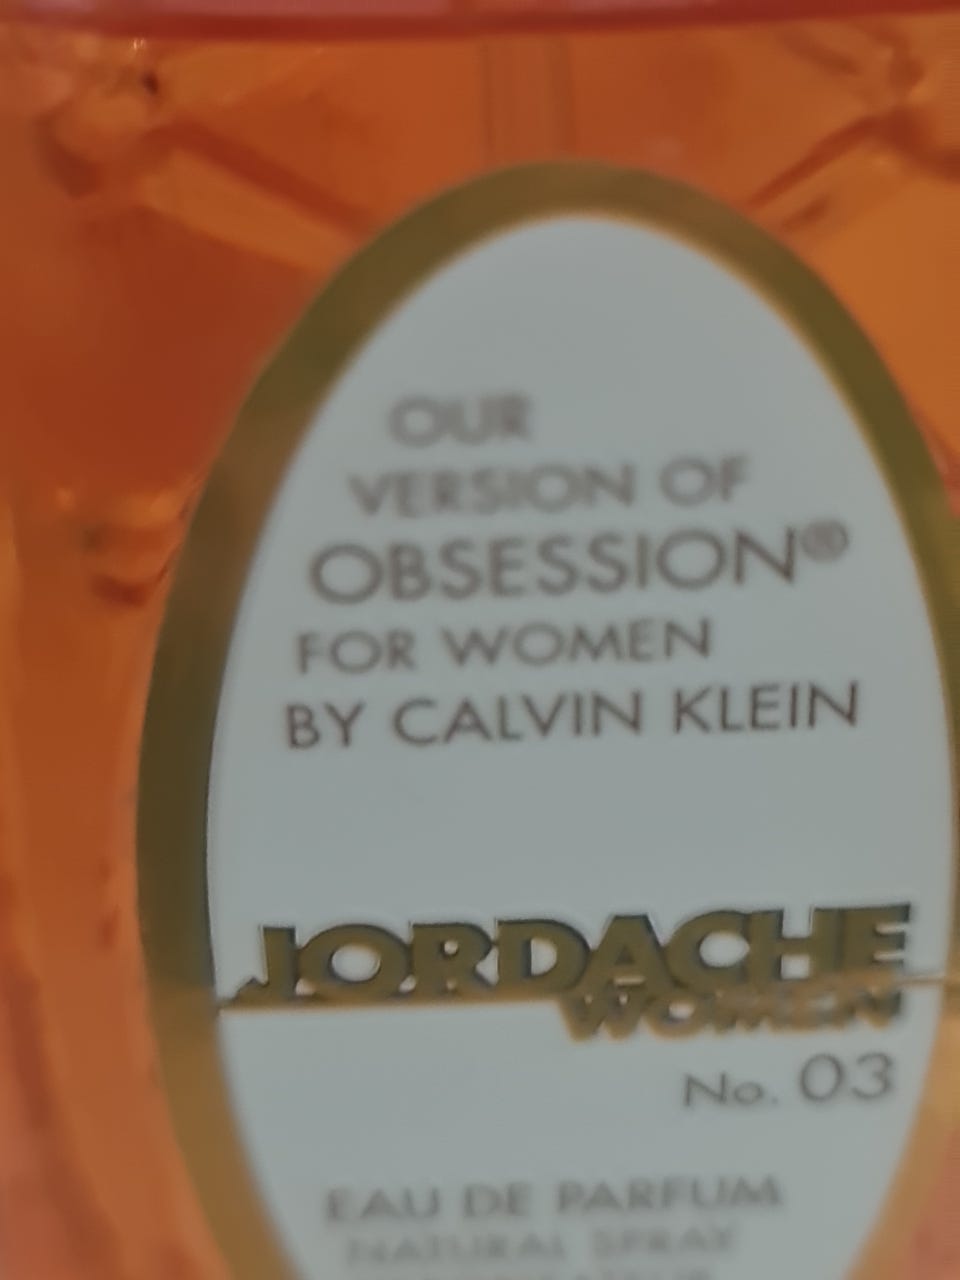 OUR
VERSION OF
OBSESSION®
FOR WOMEN
BY CALVIN KLEIN
JORDACHE
WOMEN
No. 03
EAU DE PARFUM
NATURAL SPRAY